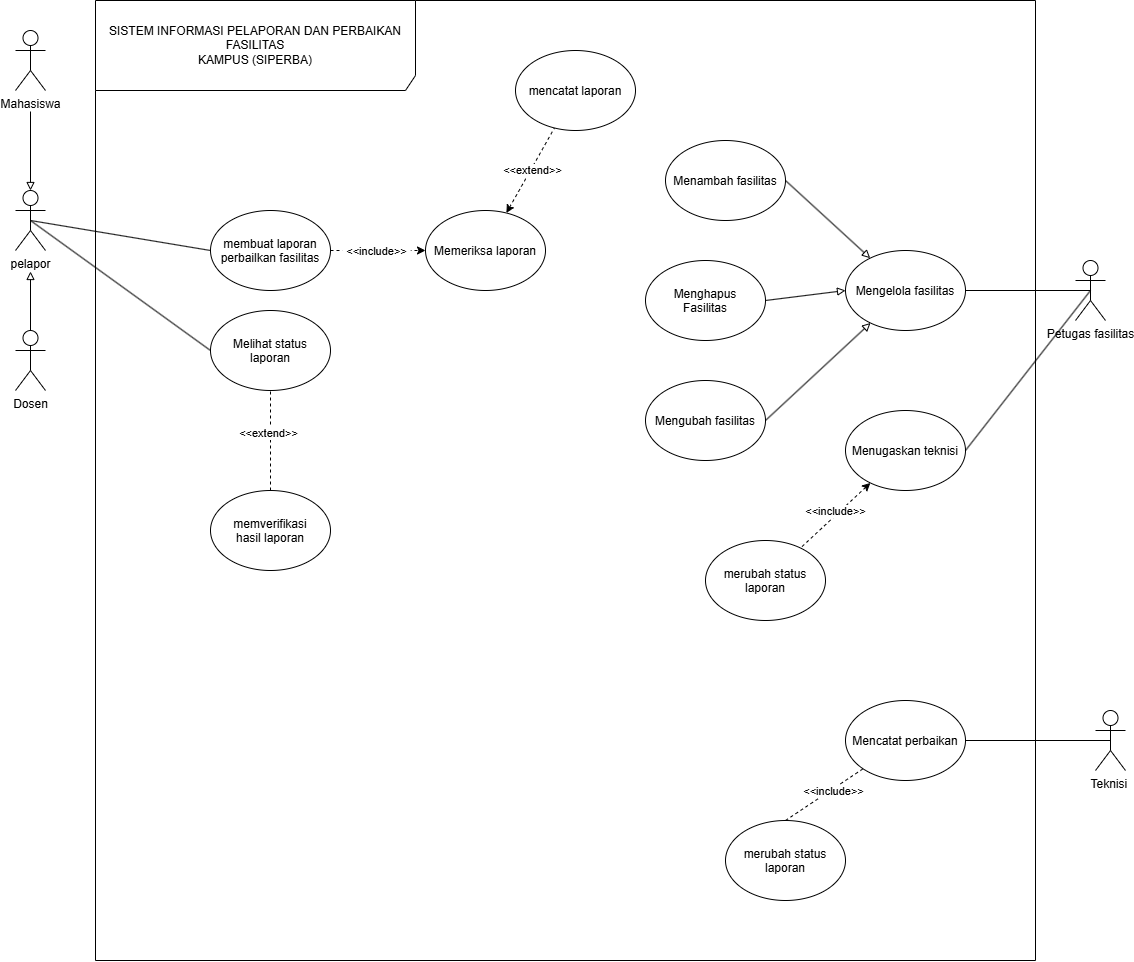 SISTEM INFORMASI PELAPORAN DAN PERBAIKAN
FASILITAS
KAMPUS (SIPERBA)
Mahasiswa
mencatat laporan
<<extend>>
Menambah fasilitas
pelapor
membuat laporan
perbailkan fasilitas
<<include>>
Memeriksa laporan
Menghapus
Fasilitas
Mengelola fasilitas
Petugas fasilitas
Melihat status
laporan
Dosen
<<extend>>
Mengubah fasilitas
Menugaskan teknisi
<<include>>
memverifikasi
hasil laporan
merubah status
laporan
Mencatat perbaikan
Teknisi
<<include>>
merubah status
laporan